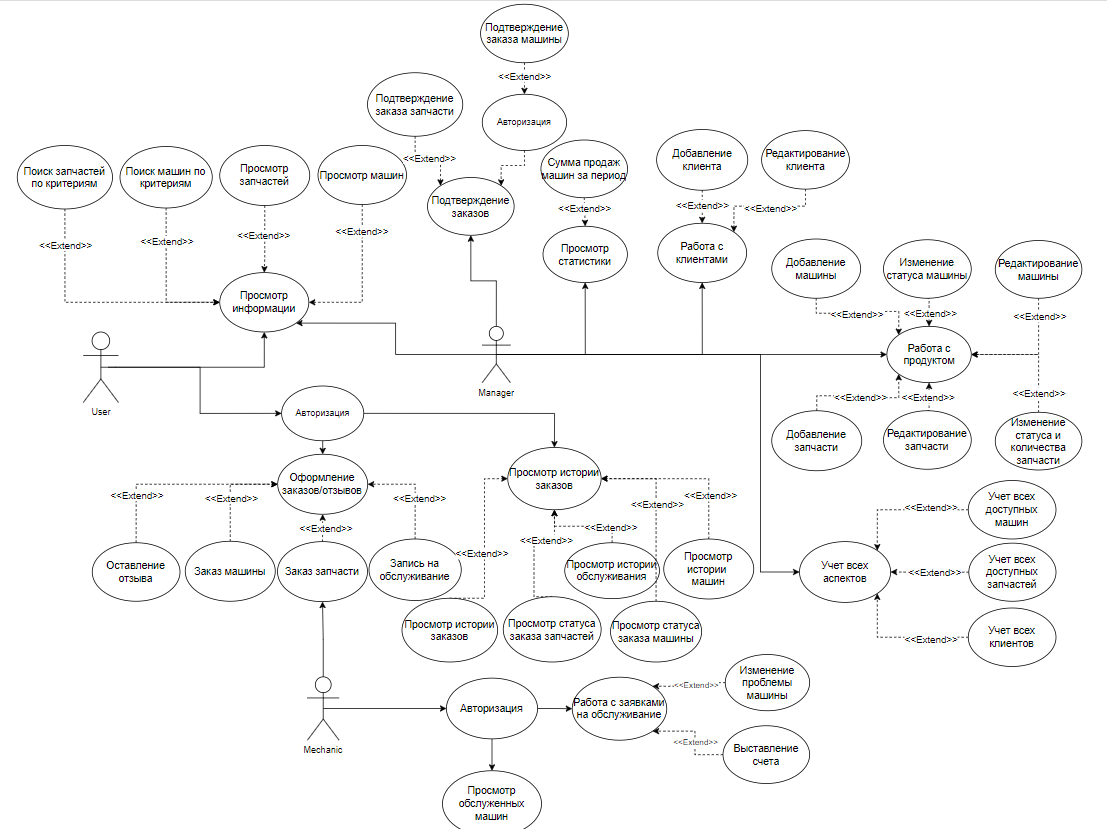 Подтверждение
заказа машины
<<Extend>>
Подтверждение
заказа запчасти
Авторизация
<<Extend>>
Сумма продаж
машин за период
<<Extend>>
Добавление
клиента
<<Extend>>
Редактирование
клиента
<<Extend>>
Поиск запчастей
по критериям
<<Extend>>
Поиск машин по
критериям
<<Extend>>
Просмотр
запчастей
<<Extend>>
Просмотр машин
<<Extend>>
Подтверждение
заказов
Просмотр
статистики
Работа с
клиентами
Просмотр
информации
Добавление
машины
<<Extend>>
Изменение
статуса машины
<<Extend>>
Редактирование
машины
<<Extend>>
Работа с
продуктом
User
Manager
<<Extend>>
<<Extend>>
<<Extend>>
Добавление
запчасти
Редактирование
запчасти
Изменение
статуса и
количества
запчасти
Авторизация
Оформление
заказов/отзывов
Просмотр истории
заказов
<<Extend>>
<<Extend>>
<<Extend>>
<<Extend>>
Оставление
отзыва
Заказ машины
Заказ запчасти
Запись на
обслуживание
<<Extend>>
<<Extend>>
<<Extend>>
<<Extend>>
<<Extend>>
Просмотр истории
обслуживания
Просмотр
истории
машин
Просмотр истории
заказов
Просмотр статуса
заказа запчастей
Просмотр статуса
заказа машины
Учет всех
аспектов
<<Extend>>
Учет всех
доступных
машин
<<Extend>>
Учет всех
доступных
запчастей
<<Extend>>
Учет всех
клиентов
Mechanic
Авторизация
Работа с заявками
на обслуживание
<<Extend>>
Изменение
проблемы
машины
<<Extend>>
Выставление
счета
Просмотр
обслуженных
машин